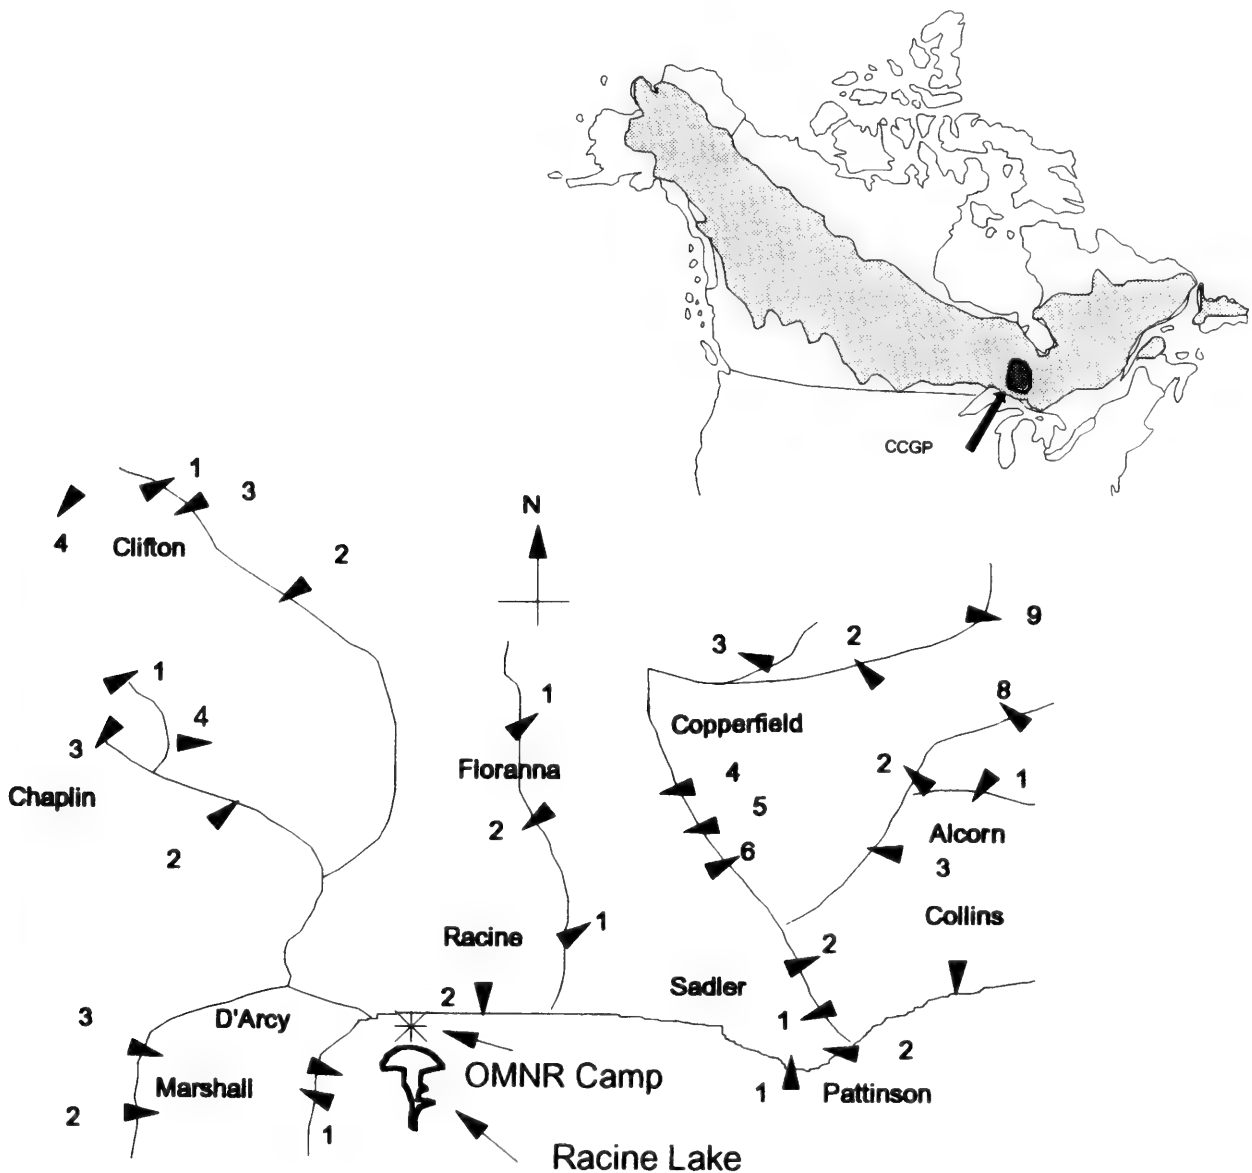 CCGP
1
3
4
Clifton
2
N
9
3
2
1
8
1
4
Copperfield
3
Floranna
4
2
1
Chaplin
5
2
Alcorn
2
6
3
Collins
1
Racine
2
Sadler
2
3
D'Arcy
1
2
OMNR Camp
Marshall
1
Pattinson
2
1
Racine Lake